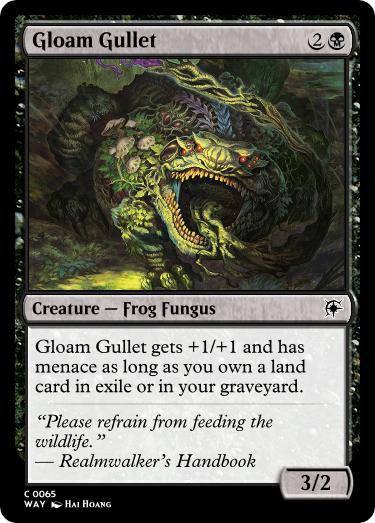 Gloam Gullet 2
Creature — Frog Fungus
Gloam Gullet gets +1/+1 and has
menace as long as you own a land
card in exile or in your graveyard.
“Please refrain from feeding the
wildlife.”
— Realmwalker's Handbook
3/2
C 0065
WAY Hai Hoang